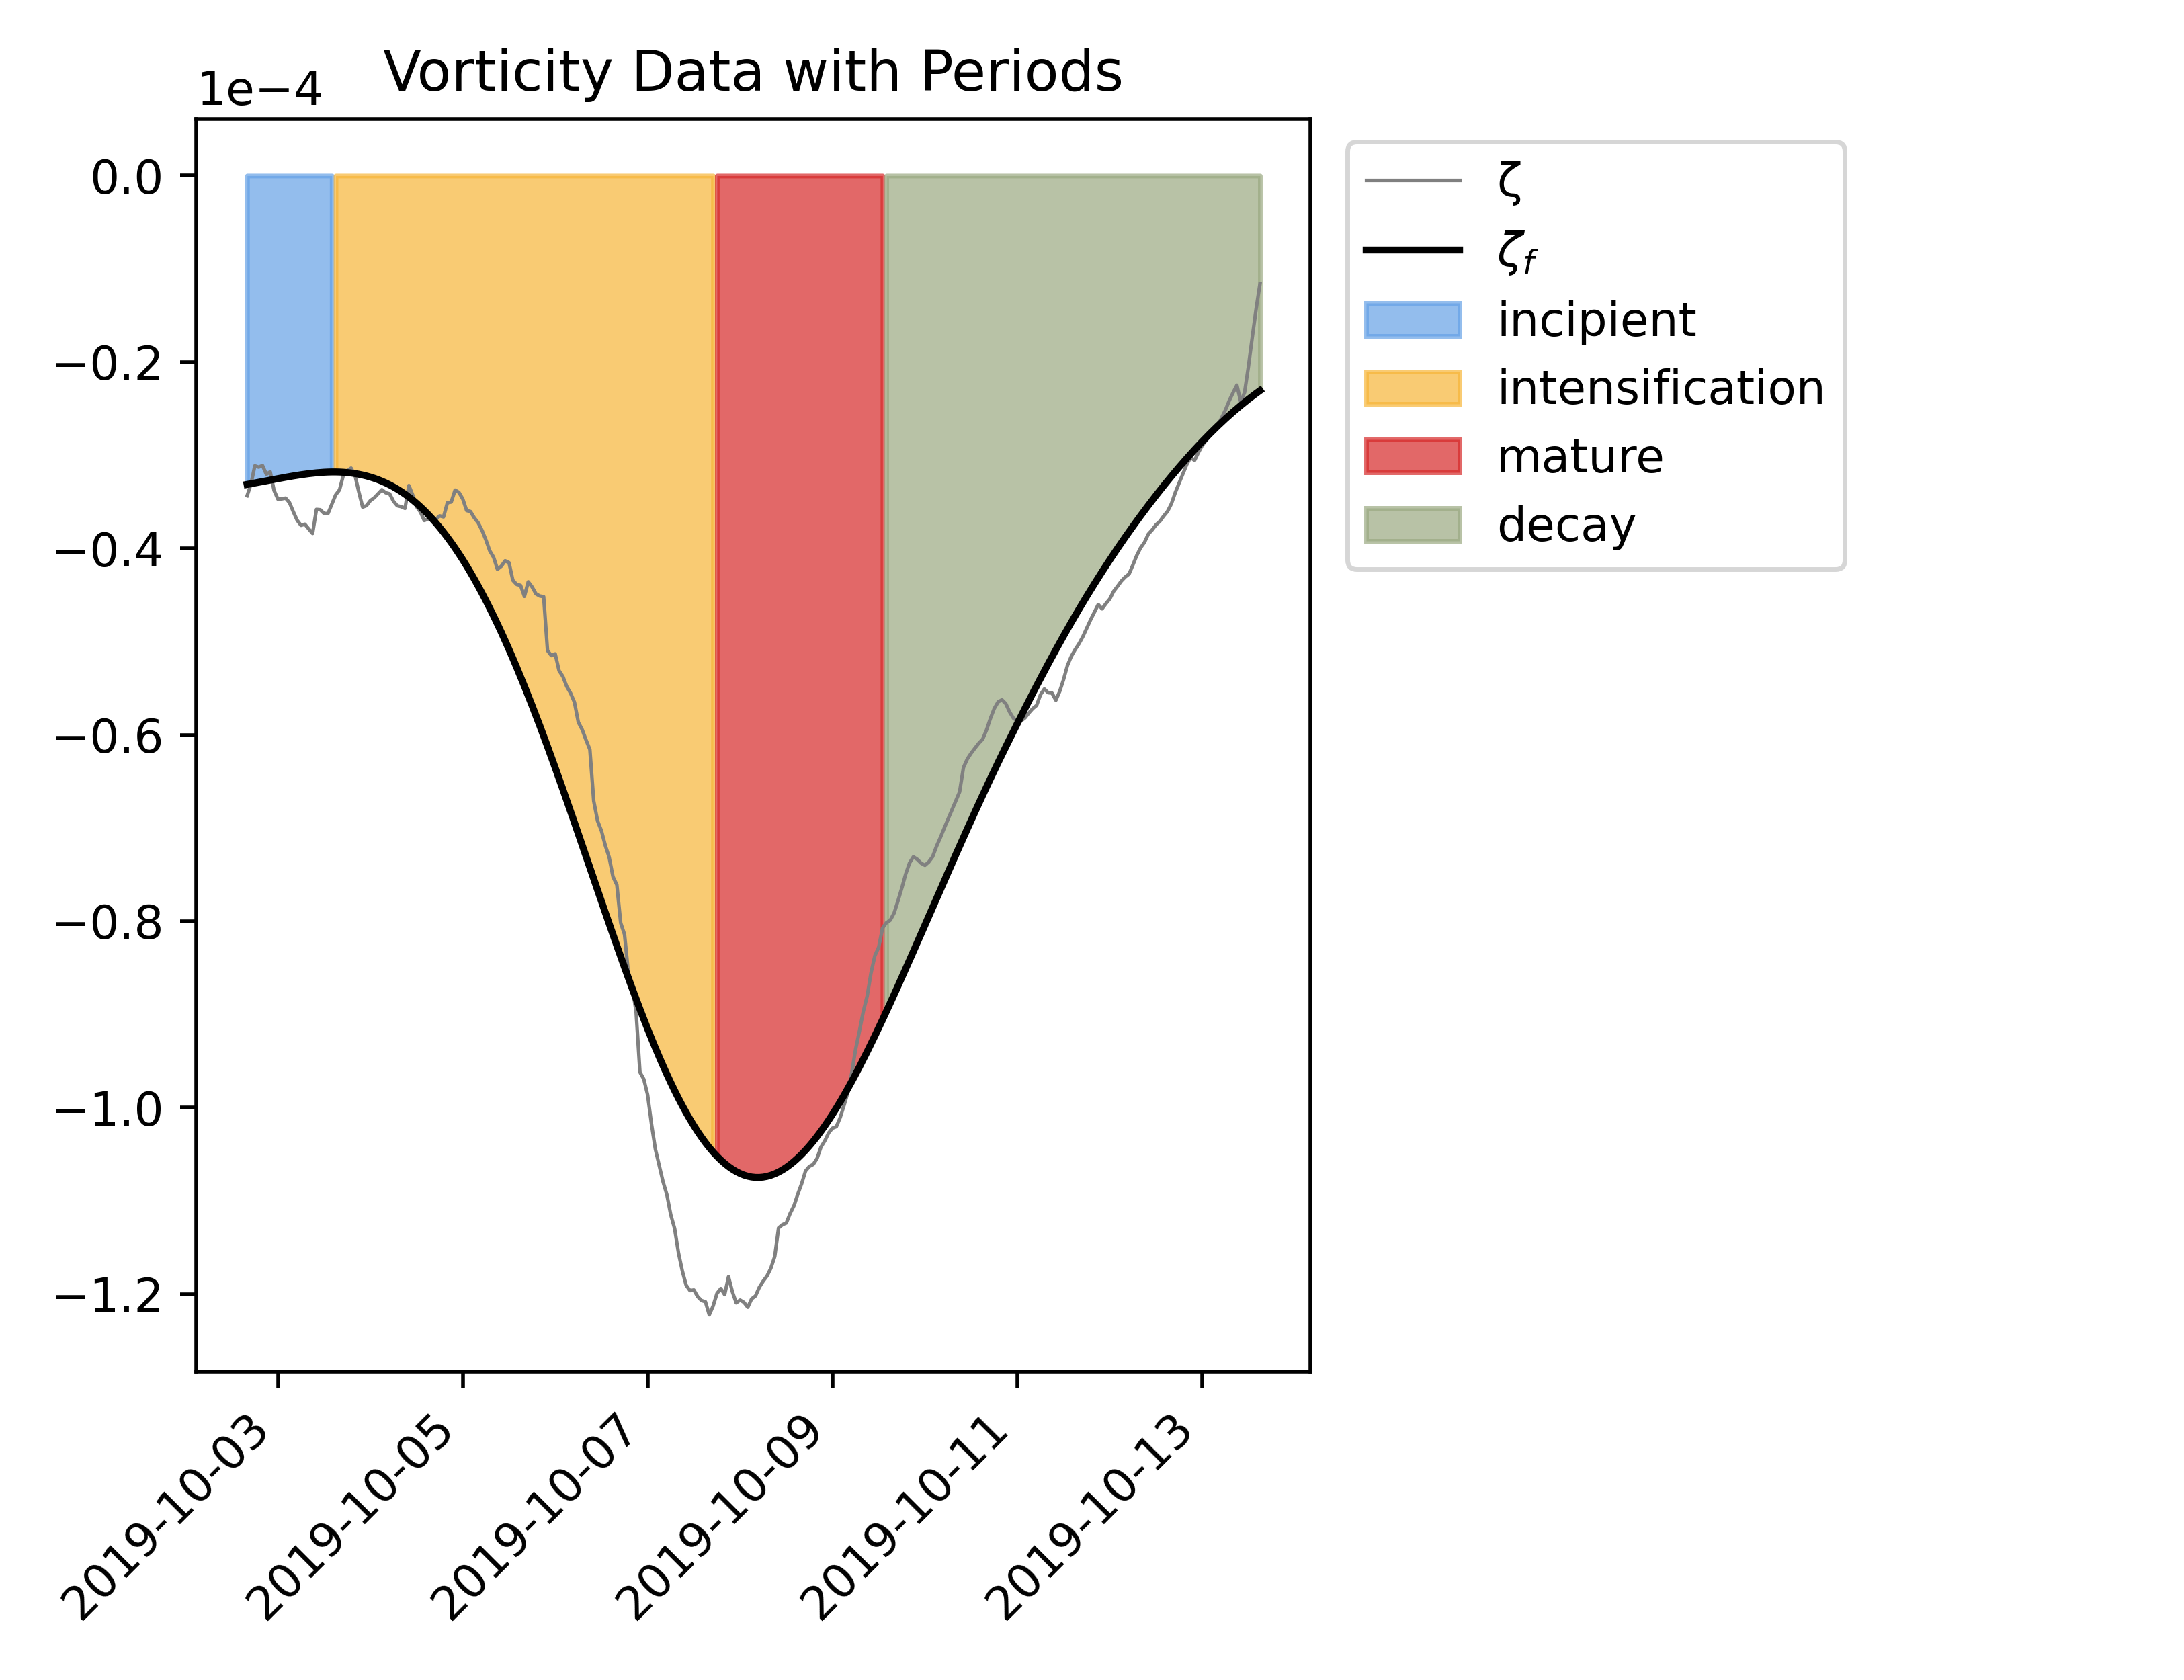 Vorticity Data with Periods
1e−4
0.0
−0.2
−0.4
−0.6
−0.8
−1.0
−1.2
2019-10-03
2019-10-05
2019-10-07
2019-10-09
2019-10-11
2019-10-13
ζ
ζf
incipient
intensification
mature
decay